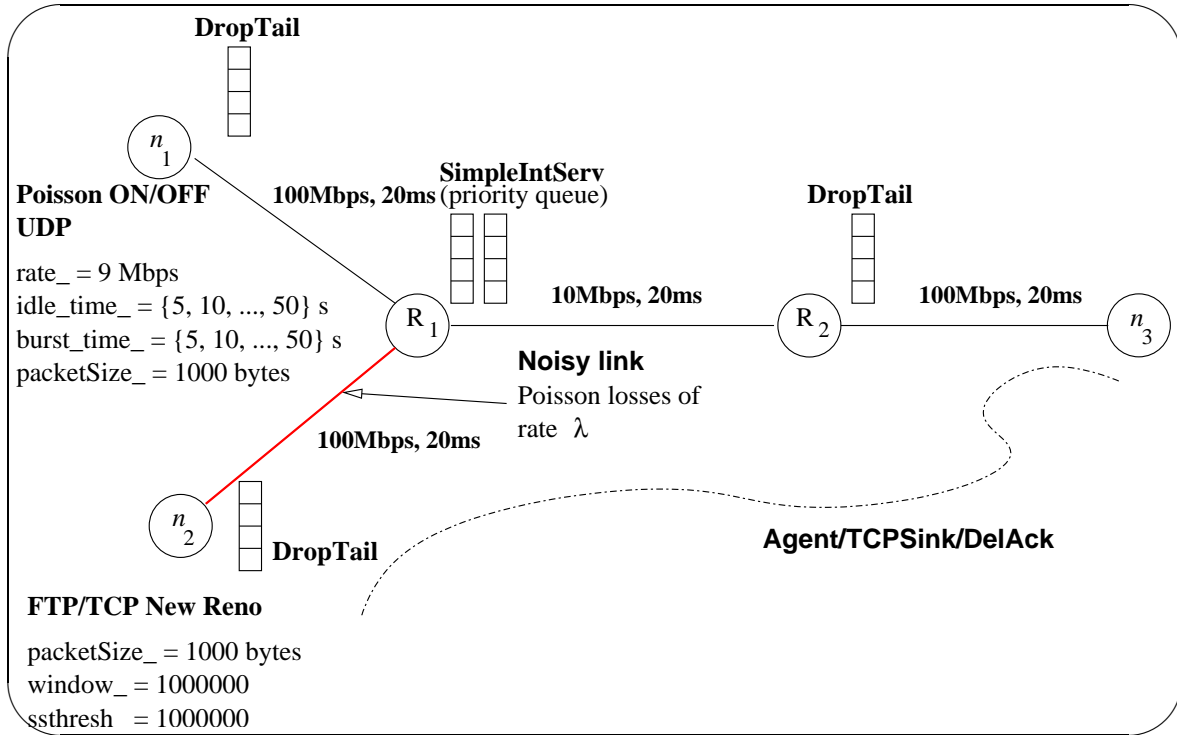 DropTail
n1
Poisson ON/OFF
UDP
rate_ = 9 Mbps
idle_time_ = {5, 10, ..., 50} s
burst_time_ = {5, 10, ..., 50} s
packetSize_ = 1000 bytes
100Mbps, 20ms
SimpleIntServ
(priority queue)
R1
10Mbps, 20ms
R2
DropTail
100Mbps, 20ms
n3
Noisy link
Poisson losses of
rate λ
100Mbps, 20ms
n2
DropTail
Agent/TCPSink/DelAck
FTP/TCP New Reno
packetSize_ = 1000 bytes
window_ = 1000000
ssthresh_ = 1000000